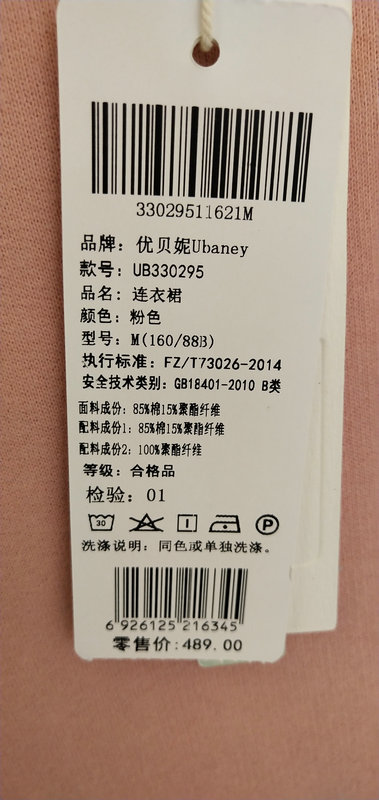 33029511621M
品牌：优贝妮Ubaney
款号：UB330295
品名：连衣裙
颜色：粉色
型号：M(160/88B)
执行标准：FZ/T73026-2014
安全技术类别：GB18401-2010 B类
面料成份：85%棉15%聚酯纤维
配料成份1：85%棉15%聚酯纤维
配料成份2：100%聚酯纤维
等级：合格品
检验：01
30 P
洗涤说明：同色或单独洗涤。
6 926125 216345
零售价：489.00